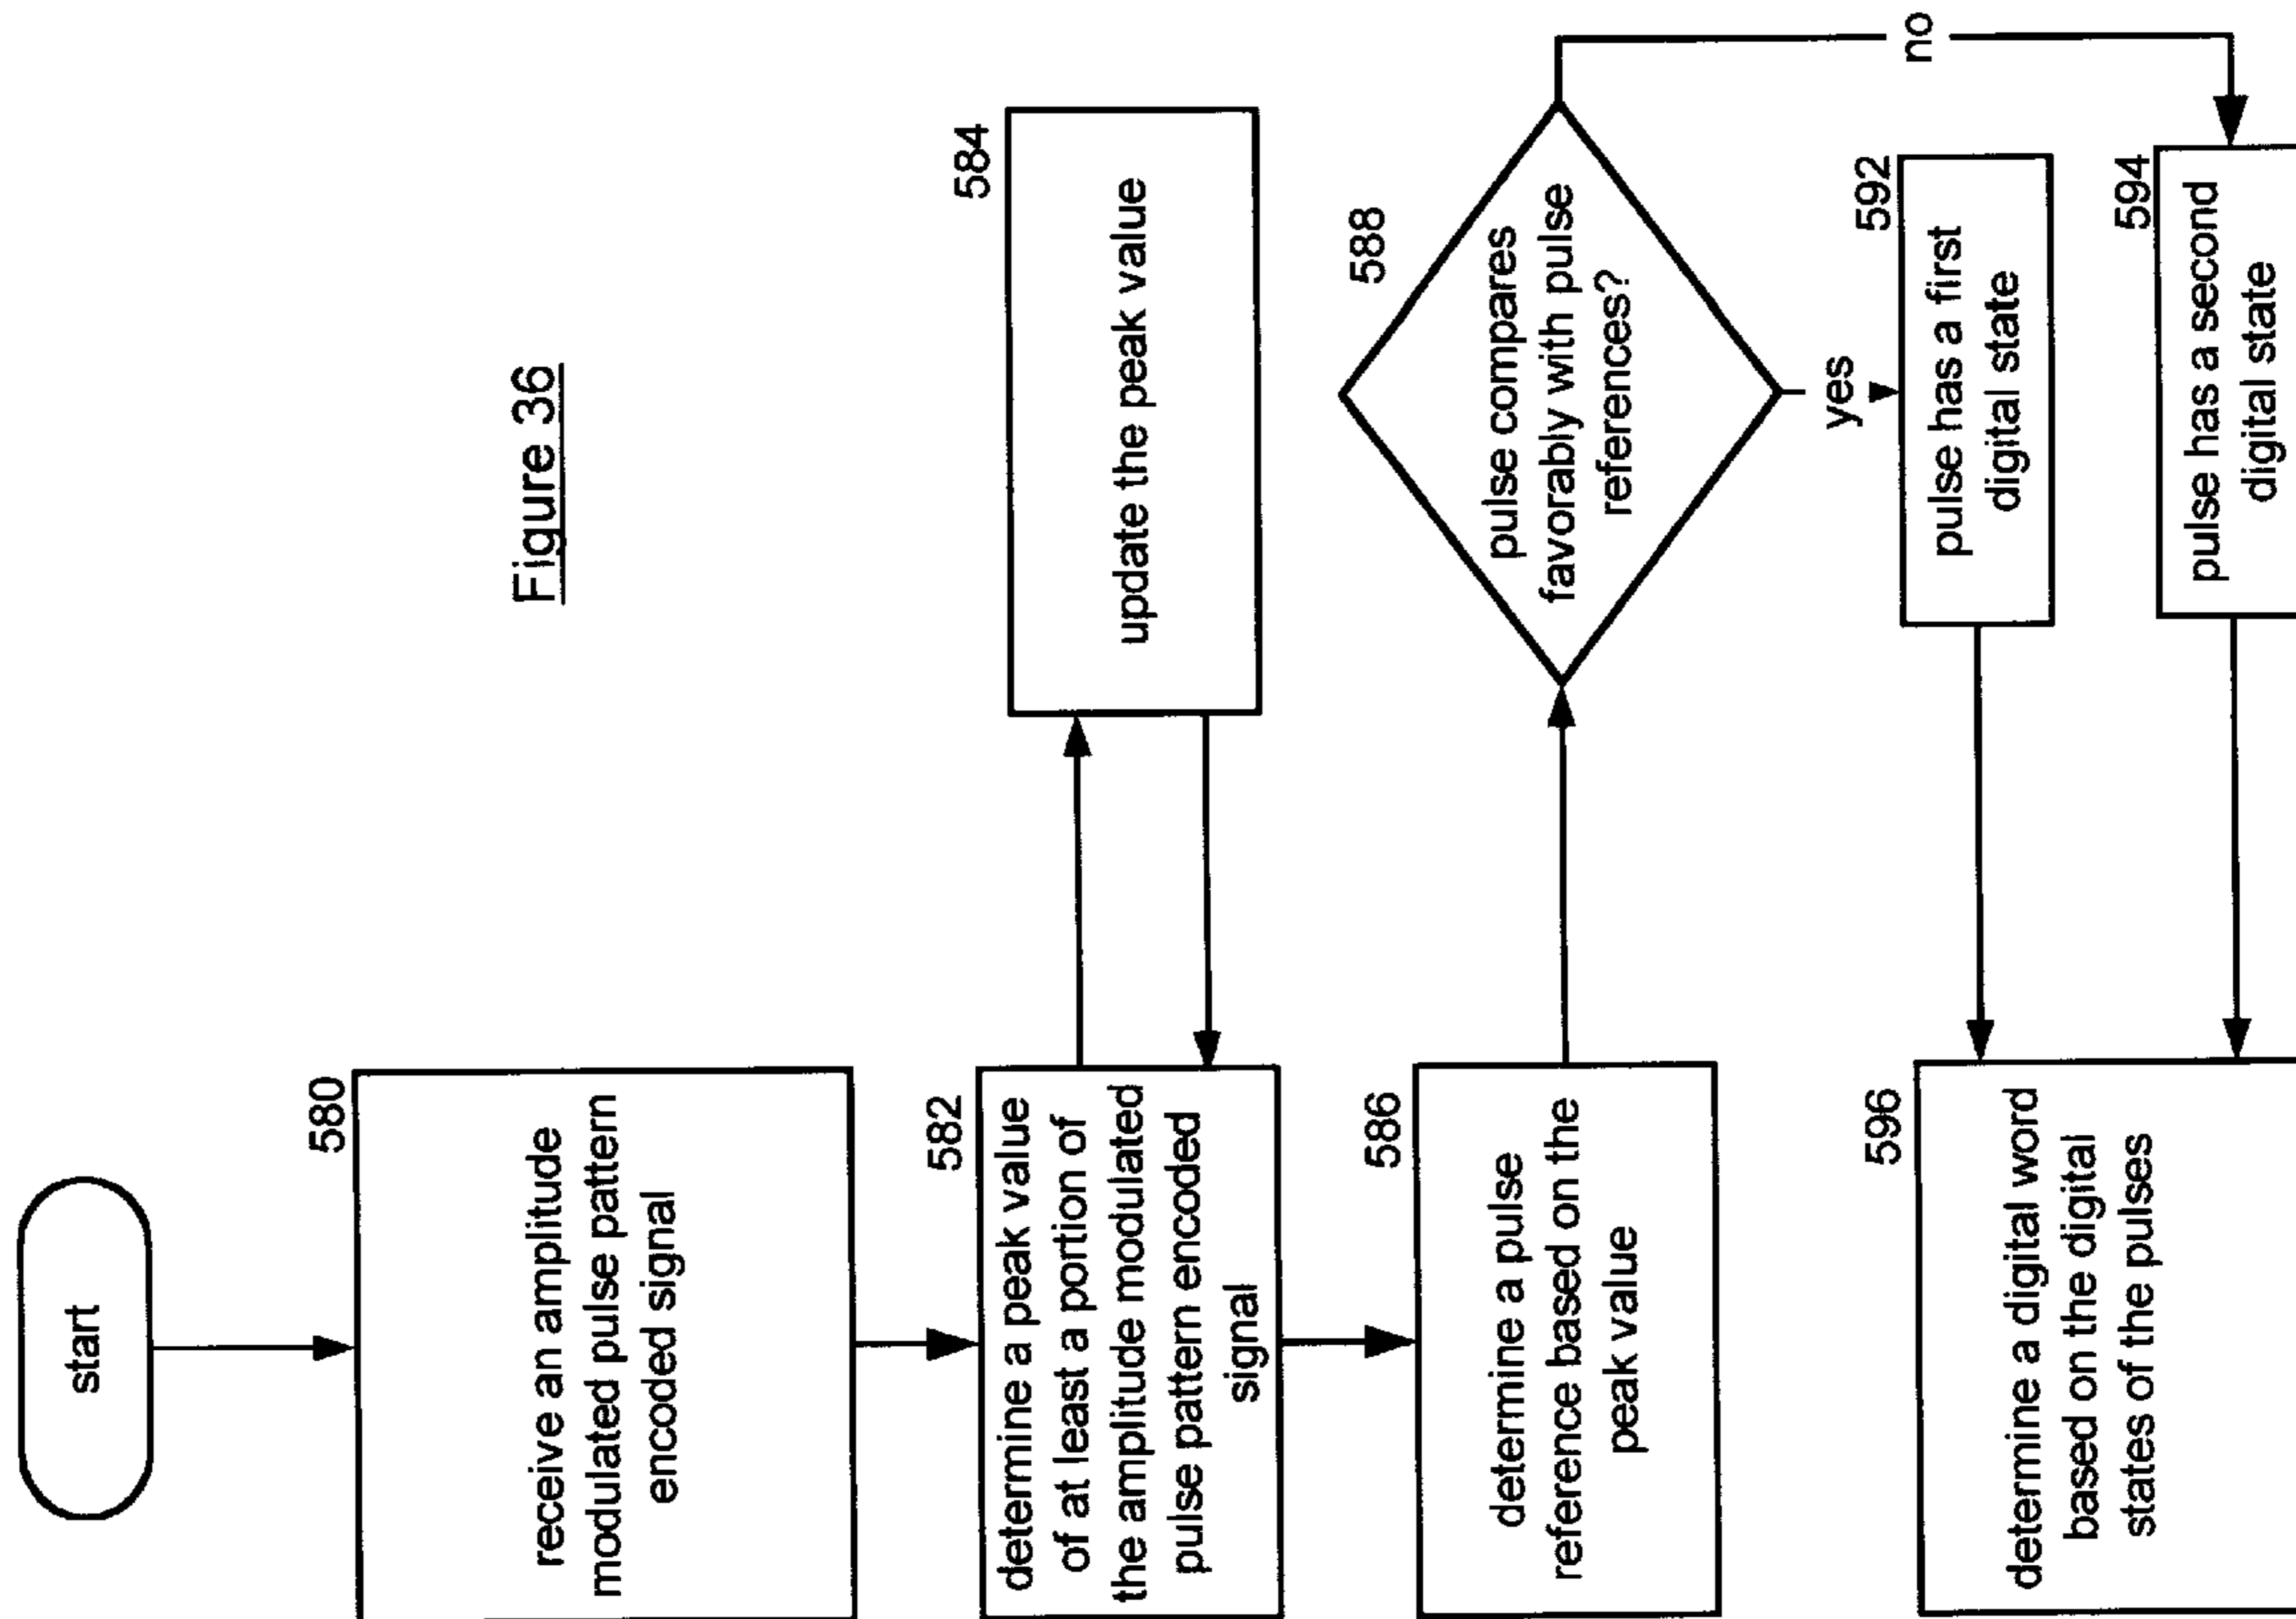 Figure 36
start
580
receive an amplitude
modulated pulse pattern
encoded signal
582
determine a peak value
of at least a portion of
the amplitude modulated
pulse pattern encoded
signal
584
update the peak value
586
determine a pulse
reference based on the
peak value
588
pulse compares
favorably with pulse
references?
yes
no
592
pulse has a first
digital state
594
pulse has a second
digital state
596
determine a digital word
based on the digital
states of the pulses